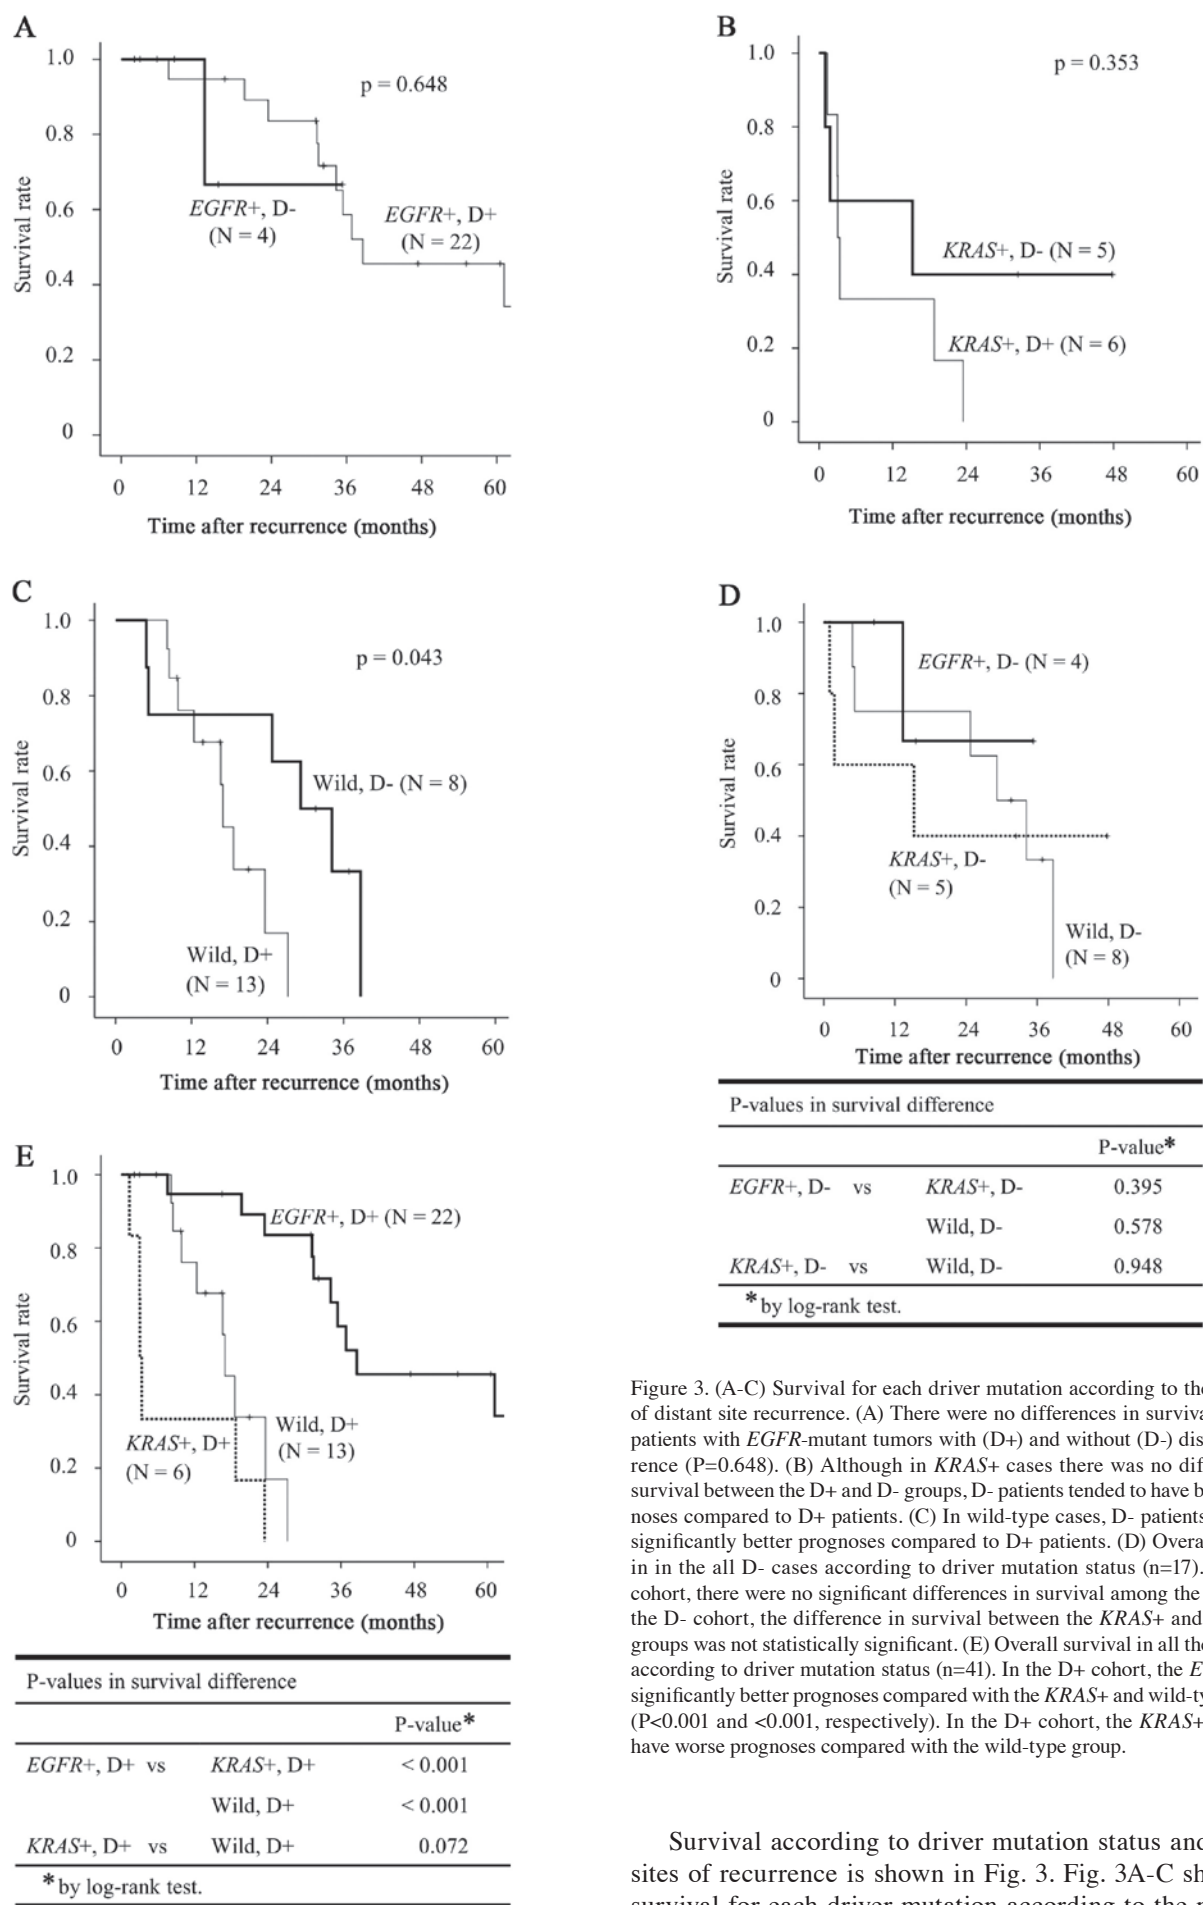 A
1.0
0.8
0.6
0.4
0.2
0
Survival rate
p = 0.648
EGFR+, D-
(N = 4)
EGFR+, D+
(N = 22)
0 12 24 36 48 60
Time after recurrence (months)
B
1.0
0.8
0.6
0.4
0.2
0
Survival rate
p = 0.353
KRAS+, D- (N = 5)
KRAS+, D+ (N = 6)
0 12 24 36 48 60
Time after recurrence (months)
C
1.0
0.8
0.6
0.4
0.2
0
Survival rate
p = 0.043
Wild, D- (N = 8)
Wild, D+
(N = 13)
0 12 24 36 48 60
Time after recurrence (months)
D
1.0
0.8
0.6
0.4
0.2
0
Survival rate
EGFR+, D- (N = 4)
KRAS+, D-
(N = 5)
Wild, D-
(N = 8)
0 12 24 36 48 60
Time after recurrence (months)
P-values in survival difference
P-value*
EGFR+, D- vs KRAS+, D- 0.395
Wild, D- 0.578
KRAS+, D- vs Wild, D- 0.948
*by log-rank test.
E
1.0
0.8
0.6
0.4
0.2
0
Survival rate
EGFR+, D+ (N = 22)
KRAS+, D+
(N = 6)
Wild, D+
(N = 13)
0 12 24 36 48 60
Time after recurrence (months)
P-values in survival difference
P-value*
EGFR+, D+ vs KRAS+, D+ < 0.001
Wild, D+ < 0.001
KRAS+, D+ vs Wild, D+ 0.072
*by log-rank test.
Figure 3. (A-C) Survival for each driver mutation according to the
of distant site recurrence. (A) There were no differences in surviva
patients with EGFR-mutant tumors with (D+) and without (D-) dis
rence (P=0.648). (B) Although in KRAS+ cases there was no dif
survival between the D+ and D- groups, D- patients tended to have b
noses compared to D+ patients. (C) In wild-type cases, D- patients
significantly better prognoses compared to D+ patients. (D) Overa
in in the all D- cases according to driver mutation status (n=17).
cohort, there were no significant differences in survival among the
the D- cohort, the difference in survival between the KRAS+ and
groups was not statistically significant. (E) Overall survival in all the
according to driver mutation status (n=41). In the D+ cohort, the E
significantly better prognoses compared with the KRAS+ and wild-ty
(P<0.001 and <0.001, respectively). In the D+ cohort, the KRAS+
have worse prognoses compared with the wild-type group.
Survival according to driver mutation status and
sites of recurrence is shown in Fig. 3. Fig. 3A-C sh
survival for each driver mutation according to the